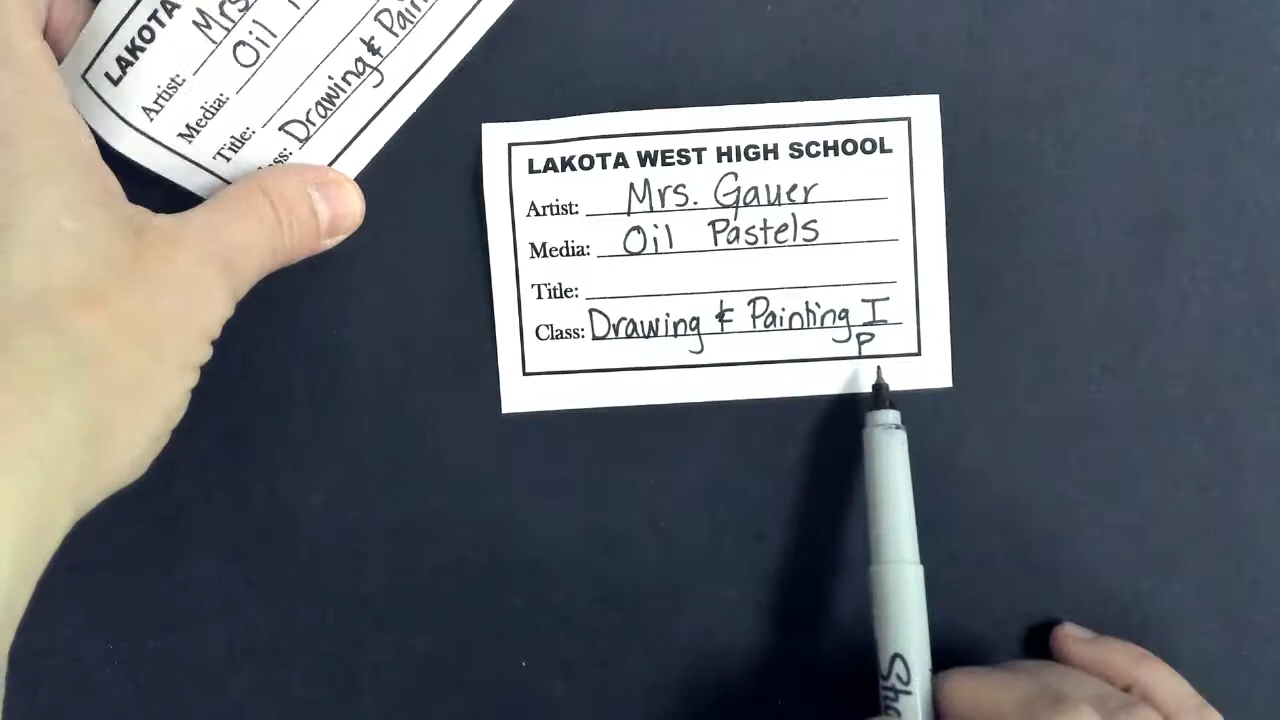 LAKOTA
Artist: Mrs.
Media: Oil
Title:
Class: Drawing &
LAKOTA WEST HIGH SCHOOL
Artist: Mrs. Gauer
Media: Oil Pastels
Title:
Class: Drawing & Painting I
P